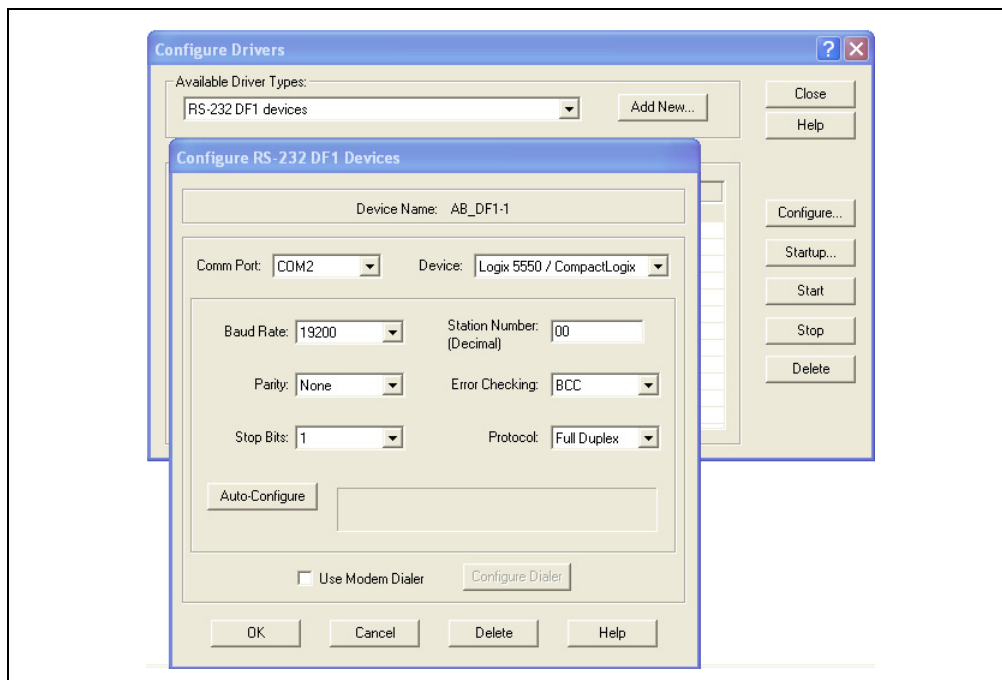 Configure Drivers
Available Driver Types:
RS-232 DF1 devices
Add New...
Close
Help
Configure RS-232 DF1 Devices
Device Name: AB_DF1-1
Configure...
Comm Port: COM2
Device: Logix 5550 / CompactLogix
Startup...
Start
Baud Rate: 19200
Station Number: 00
(Decimal)
Stop
Parity: None
Error Checking: BCC
Delete
Stop Bits: 1
Protocol: Full Duplex
Auto-Configure
Use Modem Dialer
Configure Dialer
OK
Cancel
Delete
Help